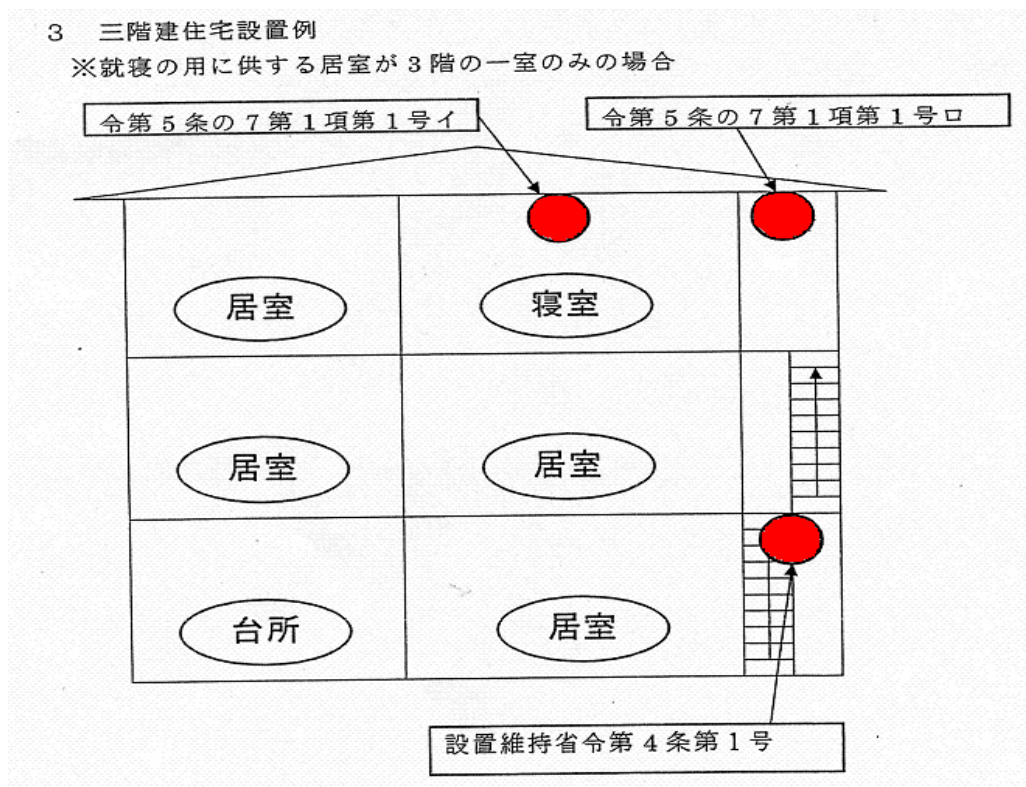 3 三階建住宅設置例
※就寝の用に供する居室が3階の一室のみの場合
令第5条の7第1項第1号イ
令第5条の7第1項第1号ロ
居室
寝室
居室
居室
台所
居室
設置維持省令第4条第1号